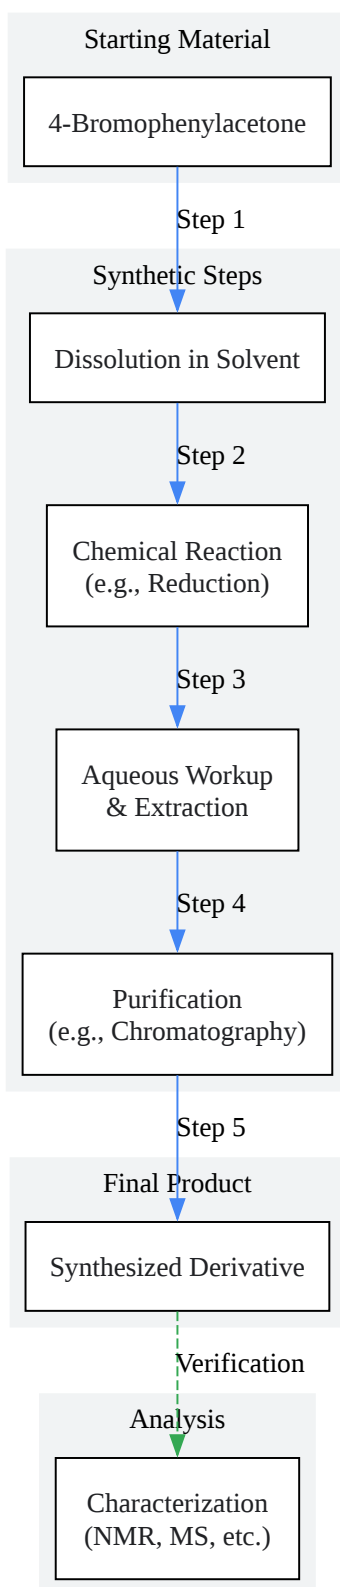 Starting Material
4-Bromophenylacetone
Step 1
Synthetic Steps
Dissolution in Solvent
Step 2
Chemical Reaction
(e.g., Reduction)
Step 3
Aqueous Workup
& Extraction
Step 4
Purification
(e.g., Chromatography)
Step 5
Final Product
Synthesized Derivative
Verification
Analysis
Characterization
(NMR, MS, etc.)